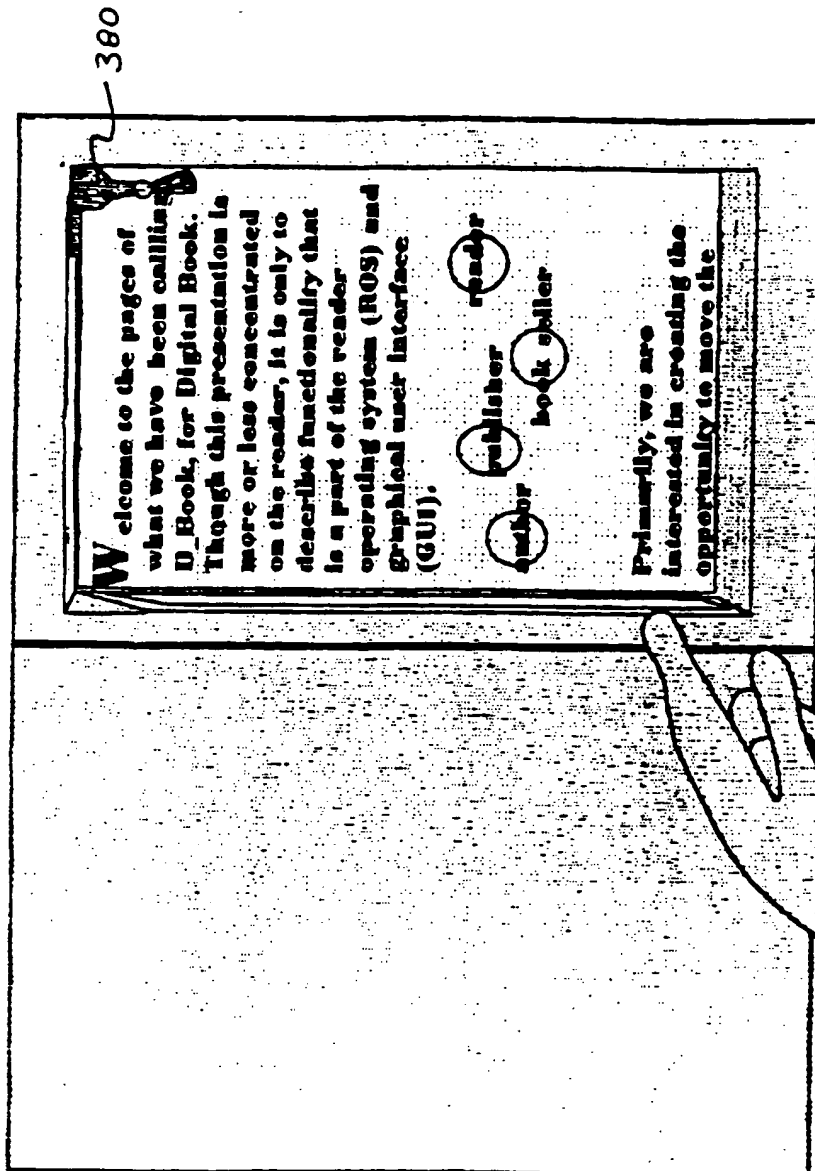 380
Welcome to the pages of
what we have been callling
D_Book, for Digital Book.
Though this presentation is
more or less concentrated
on the reader, it is only to
describe functionality that
is a part of the reader
operating system (ROS) and
graphical user interface
(GUI).
author
publisher
book seller
reader
Primarily, we are
interested in creating the
opportunity to move the